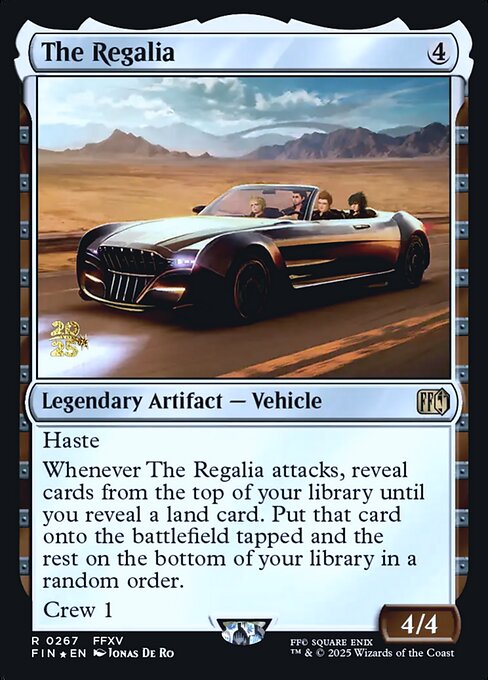 The Regalia 4
2025
Legendary Artifact — Vehicle
FF
Haste
Whenever The Regalia attacks, reveal
cards from the top of your library until
you reveal a land card. Put that card
onto the battlefield tapped and the
rest on the bottom of your library in a
random order.
Crew 1
4/4
R 0267 FFXV
FIN★EN Jonas De Ro
FF© SQUARE ENIX
™ & © 2025 Wizards of the Coast